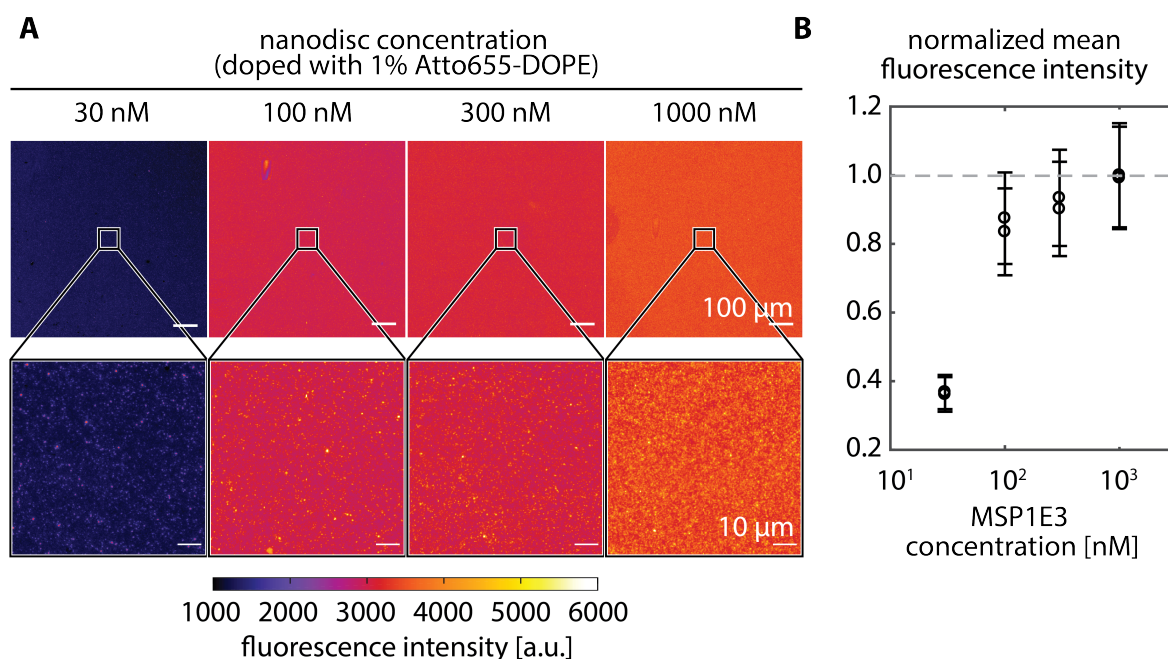 A
nanodisc concentration
(doped with 1% Atto655-DOPE)
30 nM 100 nM 300 nM 1000 nM
100 µm
10 µm
1000 2000 3000 4000 5000 6000
fluorescence intensity [a.u.]
B
normalized mean
fluorescence intensity
1.2
1.0
0.8
0.6
0.4
0.2
10¹ 10² 10³
MSP1E3
concentration [nM]